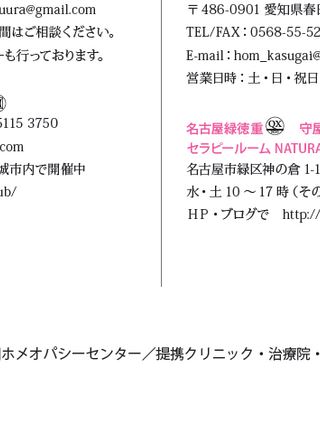 uura@gmail.com
間はご相談ください。
ーも行っております。
5115 3750
com
城市内で開催中
ub/
〒486-0901 愛知県春日
TEL/FAX：0568-55-52
E-mail：hom_kasugai@
営業日時：土・日・祝日
名古屋緑徳重 QX 守屋
セラピールーム NATURA
名古屋市緑区神の倉 1-1
水・土 10 〜 17 時（その
ＨＰ・ブログで http://
ホメオパシーセンター／提携クリニック・治療院・